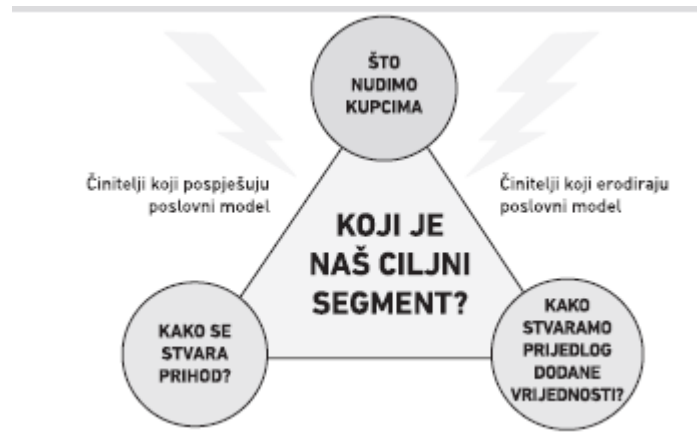 ŠTO
NUDIMO
KUPCIMA
Činitelji koji pospješuju
poslovni model
Činitelji koji erodiraju
poslovni model
KOJI JE
NAŠ CILJNI
SEGMENT?
KAKO SE
STVARA
PRIHOD?
KAKO
STVARAMO
PRIJEDLOG
DODANE
VRIJEDNOSTI?